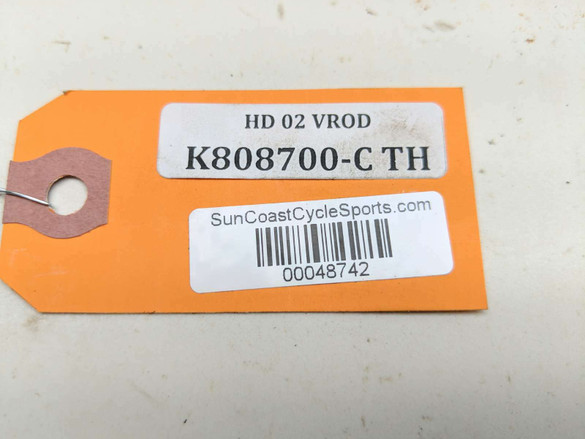 HD 02 VROD
K808700-C TH
SunCoastCycleSports.com
00048742